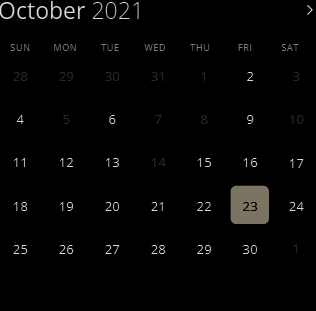 October 2021
SUN MON TUE WED THU FRI SAT
28 29 30 31 1 2 3
4 5 6 7 8 9 10
11 12 13 14 15 16 17
18 19 20 21 22 23 24
25 26 27 28 29 30 1